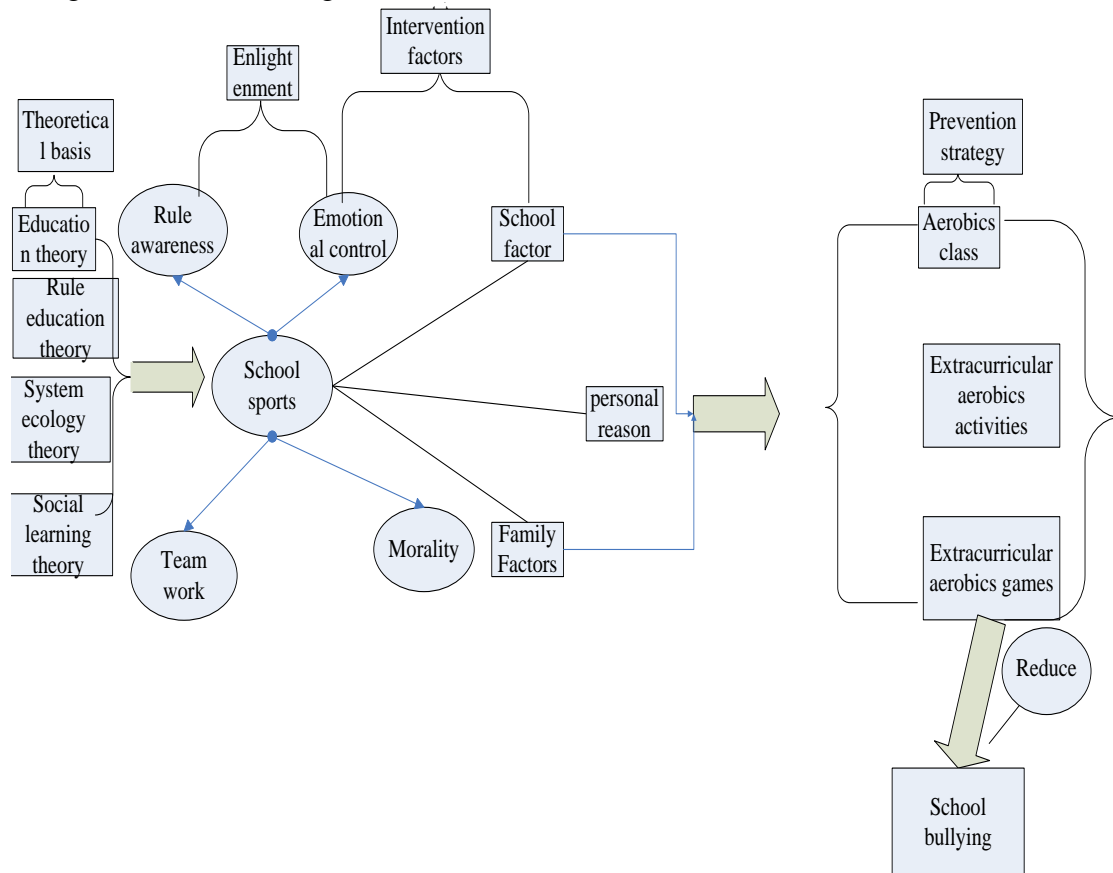 Theoretica
l basis
Educatio
n theory
Rule
education
theory
System
ecology
theory
Social
learning
theory
Enlight
enment
Rule
awareness
Emotion
al control
School
sports
Team
work
Morality
Intervention
factors
School
factor
personal
reason
Family
Factors
Prevention
strategy
Aerobics
class
Extracurricular
aerobics
activities
Extracurricular
aerobics games
Reduce
School
bullying